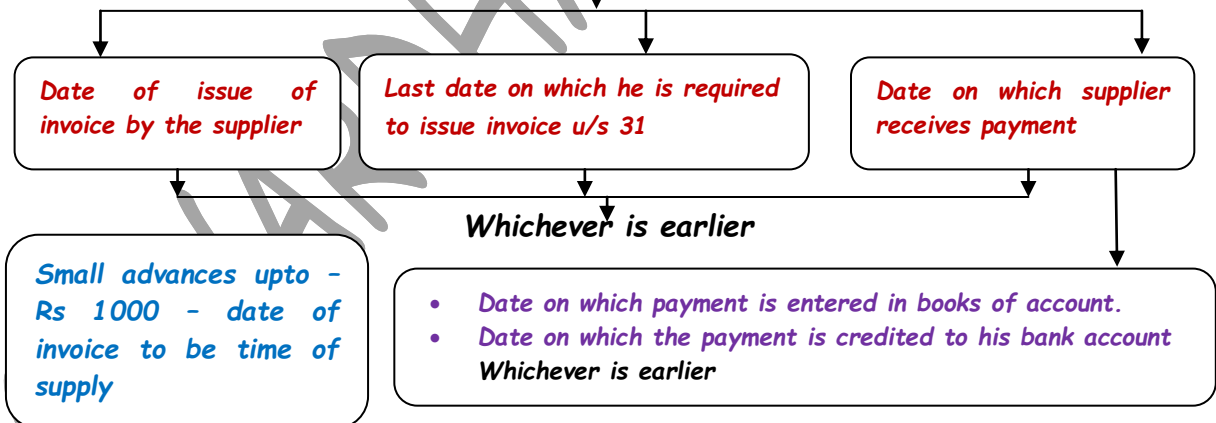 Date of issue of
invoice by the supplier
Last date on which he is required
to issue invoice u/s 31
Date on which supplier
receives payment
Whichever is earlier
Small advances upto –
Rs 1000 – date of
invoice to be time of
supply
• Date on which payment is entered in books of account.
• Date on which the payment is credited to his bank account
Whichever is earlier